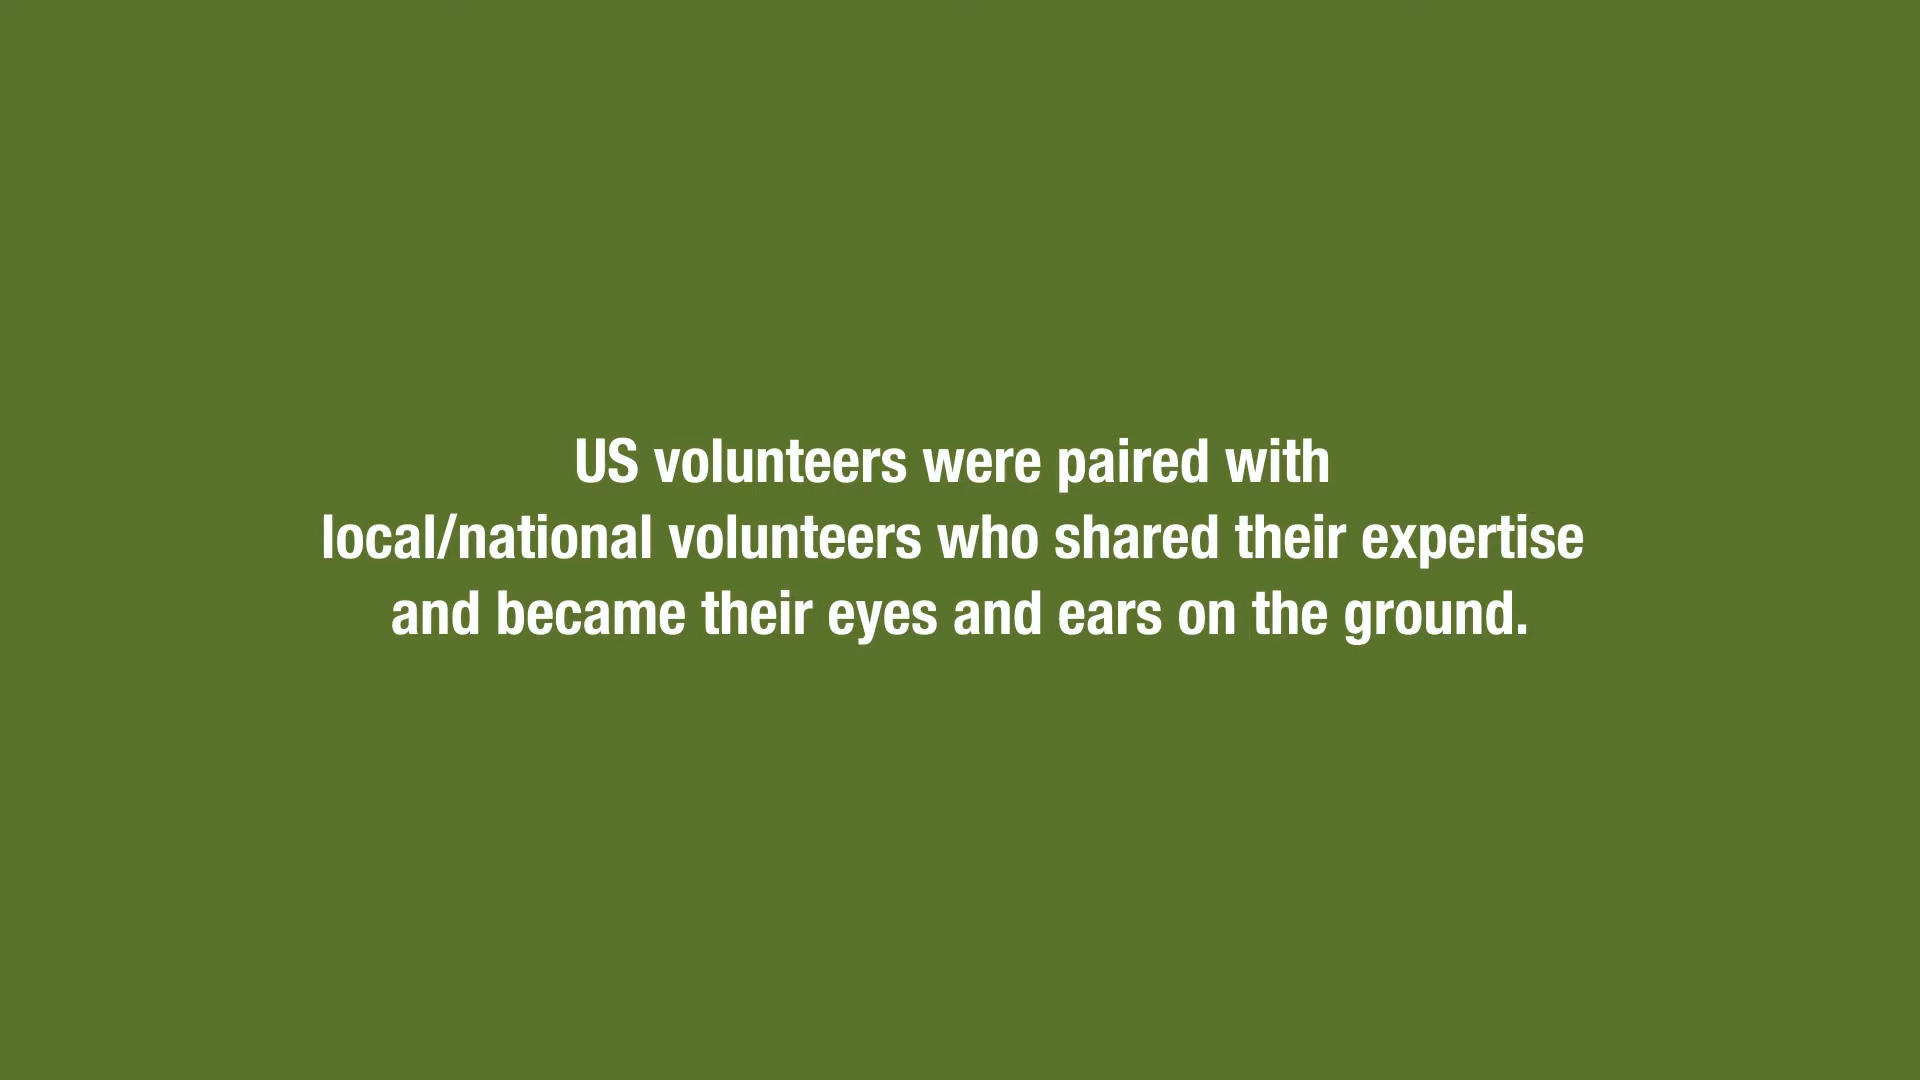 US volunteers were paired with
local/national volunteers who shared their expertise
and became their eyes and ears on the ground.